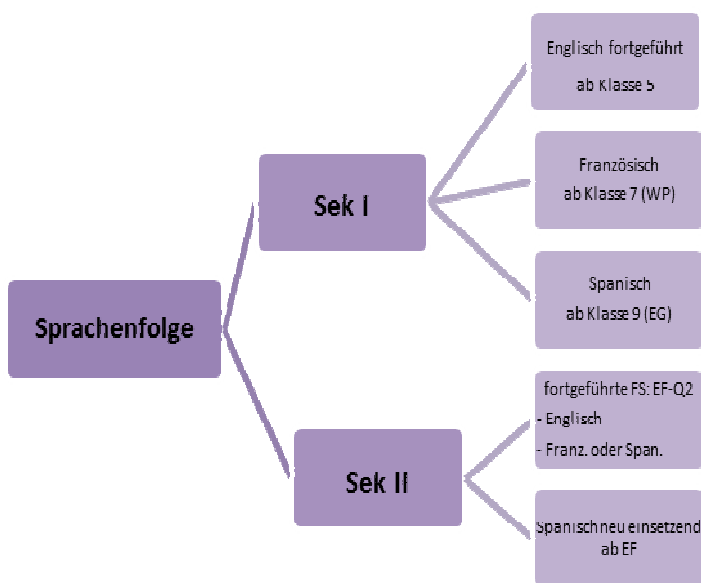 Sprachenfolge
Sek I
Englisch fortgeführt
ab Klasse 5
Französisch
ab Klasse 7 (WP)
Spanisch
ab Klasse 9 (EG)
Sek II
fortgeführte FS: EF-Q2
- Englisch
- Franz. oder Span.
Spanisch neu einsetzend
ab EF